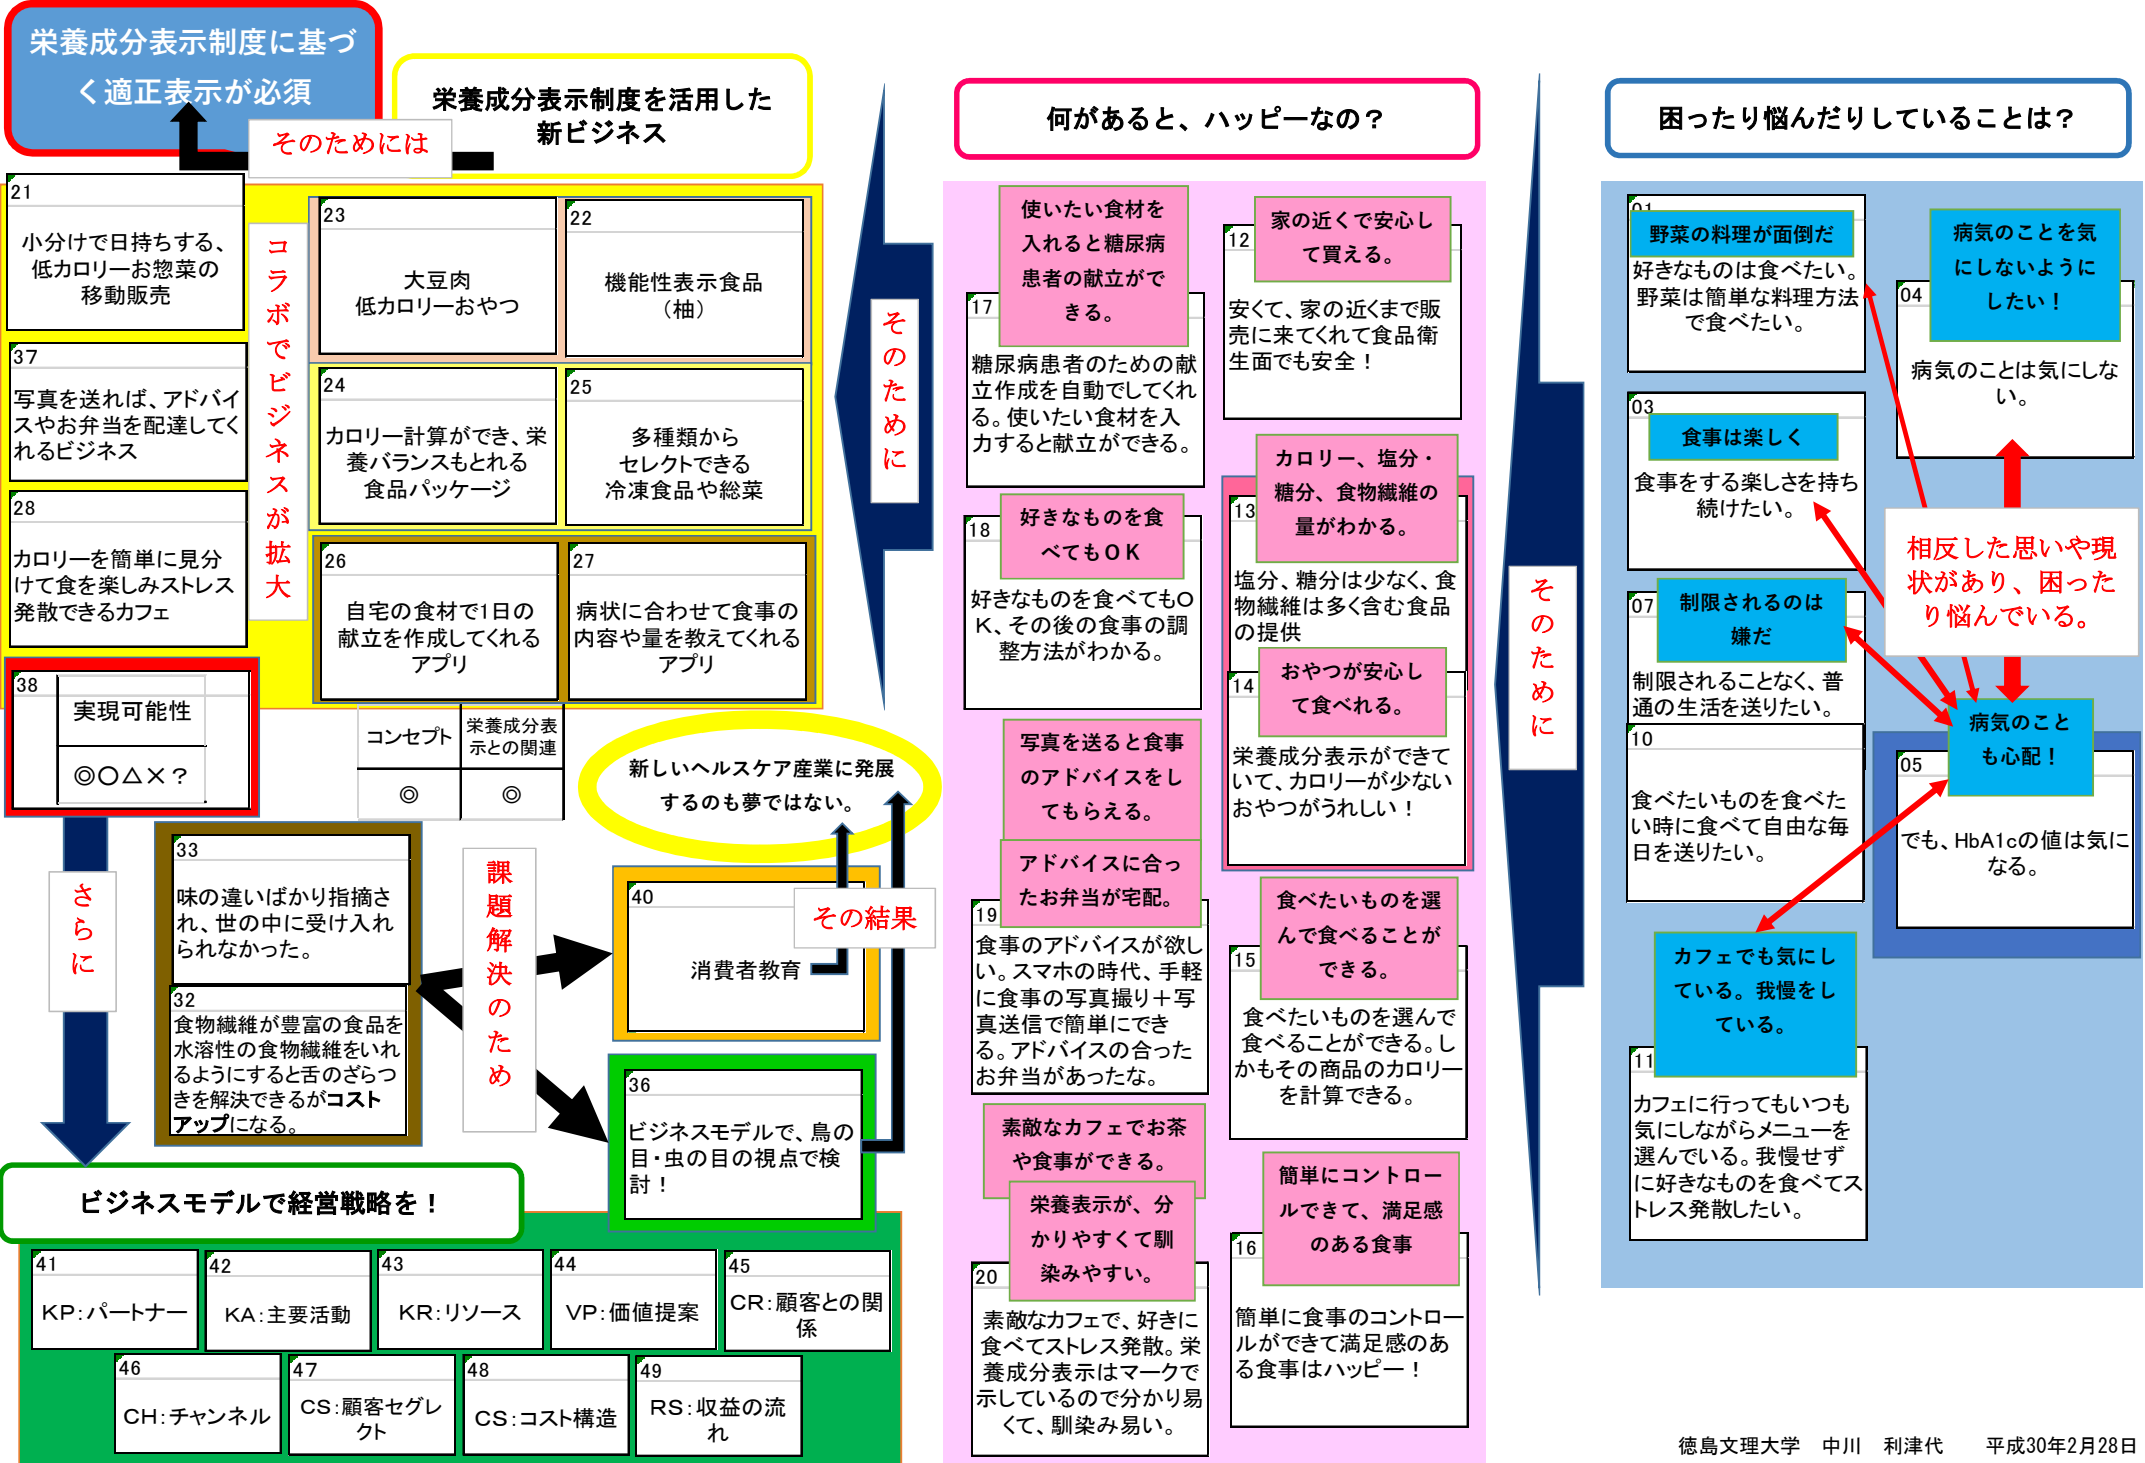 栄養成分表示制度に基づ
く適正表示が必須
そのためには
栄養成分表示制度を活用した
新ビジネス
何があると、ハッピーなの？
困ったり悩んだりしていることは？
21
小分けで日持ちする、
低カロリーお惣菜の
移動販売
37
写真を送れば、アドバイ
スやお弁当を配達してく
れるビジネス
28
カロリーを簡単に見分
けて食を楽しみストレス
発散できるカフェ
コラボでビジネスが拡大
23
大豆肉
低カロリーおやつ
22
機能性表示食品
（柚）
24
カロリー計算ができ、栄
養バランスもとれる
食品パッケージ
25
多種類から
セレクトできる
冷凍食品や総菜
26
自宅の食材で1日の
献立を作成してくれる
アプリ
27
病状に合わせて食事の
内容や量を教えてくれる
アプリ
38
実現可能性
◎○△×？
コンセプト
栄養成分表
示との関連
◎
◎
新しいヘルスケア産業に発展
するのも夢ではない。
さらに
33
味の違いばかり指摘さ
れ、世の中に受け入れ
られなかった。
32
食物繊維が豊富の食品を
水溶性の食物繊維をいれ
るようにすると舌のざらつ
きを解決できるがコスト
アップになる。
課題解決のため
40
消費者教育
その結果
36
ビジネスモデルで、鳥の
目・虫の目の視点で検
討！
ビジネスモデルで経営戦略を！
41
KP：パートナー
42
KA：主要活動
43
KR：リソース
44
VP：価値提案
45
CR：顧客との関
係
46
CH：チャンネル
47
CS：顧客セグレ
クト
48
CS：コスト構造
49
RS：収益の流
れ
そのために
使いたい食材を
入れると糖尿病
患者の献立がで
きる。
17
糖尿病患者のための献
立作成を自動でしてくれ
る。使いたい食材を入
力すると献立ができる。
家の近くで安心し
て買える。
12
安くて、家の近くまで販
売に来てくれて食品衛
生面でも安全！
好きなものを食
べてもＯＫ
18
好きなものを食べてもO
K、その後の食事の調
整方法がわかる。
カロリー、塩分・
糖分、食物繊維の
量がわかる。
13
塩分、糖分は少なく、食
物繊維は多く含む食品
の提供
おやつが安心し
て食べれる。
14
栄養成分表示ができて
いて、カロリーが少ない
おやつがうれしい！
写真を送ると食事
のアドバイスをし
てもらえる。
アドバイスに合っ
たお弁当が宅配。
19
食事のアドバイスが欲し
い。スマホの時代、手軽
に食事の写真撮り＋写
真送信で簡単にでき
る。アドバイスの合った
お弁当があったな。
食べたいものを選
んで食べることが
できる。
15
食べたいものを選んで
食べることができる。し
かもその商品のカロリー
を計算できる。
素敵なカフェでお茶
や食事ができる。
栄養表示が、分
かりやすくて馴
染みやすい。
20
素敵なカフェで、好きに
食べてストレス発散。栄
養成分表示はマークで
示しているので分かり易
くて、馴染み易い。
簡単にコントロー
ルできて、満足感
のある食事
16
簡単に食事のコントロー
ルができて満足感のあ
る食事はハッピー！
そのために
01
野菜の料理が面倒だ
好きなものは食べたい。
野菜は簡単な料理方法
で食べたい。
病気のことを気
にしないように
したい！
04
病気のことは気にしな
い。
03
食事は楽しく
食事をする楽しさを持ち
続けたい。
相反した思いや現
状があり、困った
り悩んでいる。
07
制限されるのは
嫌だ
制限されることなく、普
通の生活を送りたい。
10
食べたいものを食べた
い時に食べて自由な毎
日を送りたい。
病気のこと
も心配！
05
でも、HbA1cの値は気に
なる。
カフェでも気にし
ている。我慢をし
ている。
11
カフェに行ってもいつも
気にしながらメニューを
選んでいる。我慢せず
に好きなものを食べてス
トレス発散したい。
徳島文理大学　中川　利津代　　平成30年2月28日